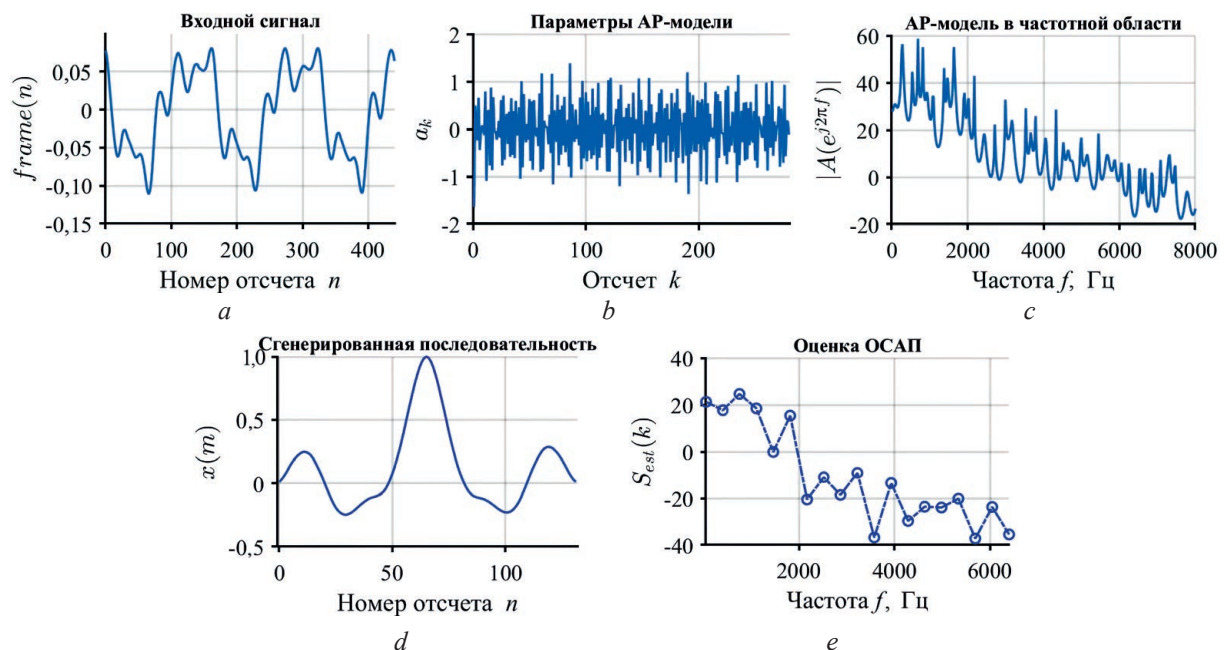 Входной сигнал
frame(n)
0,05
0
-0,05
-0,10
-0,15
0 100 200 300 400
Номер отсчета n
a
Параметры АР-модели
a_k
2
1
0
-1
-2
0 100 200
Отсчет k
b
АР-модель в частотной области
|A(e^{j2πf})|
60
40
20
0
-20
0 2000 4000 6000 8000
Частота f, Гц
c
Сгенерированная последовательность
x(m)
1,0
0,5
0
-0,5
0 50 100
Номер отсчета n
d
Оценка ОСАП
S_{est}(k)
40
20
0
-20
-40
2000 4000 6000
Частота f, Гц
e